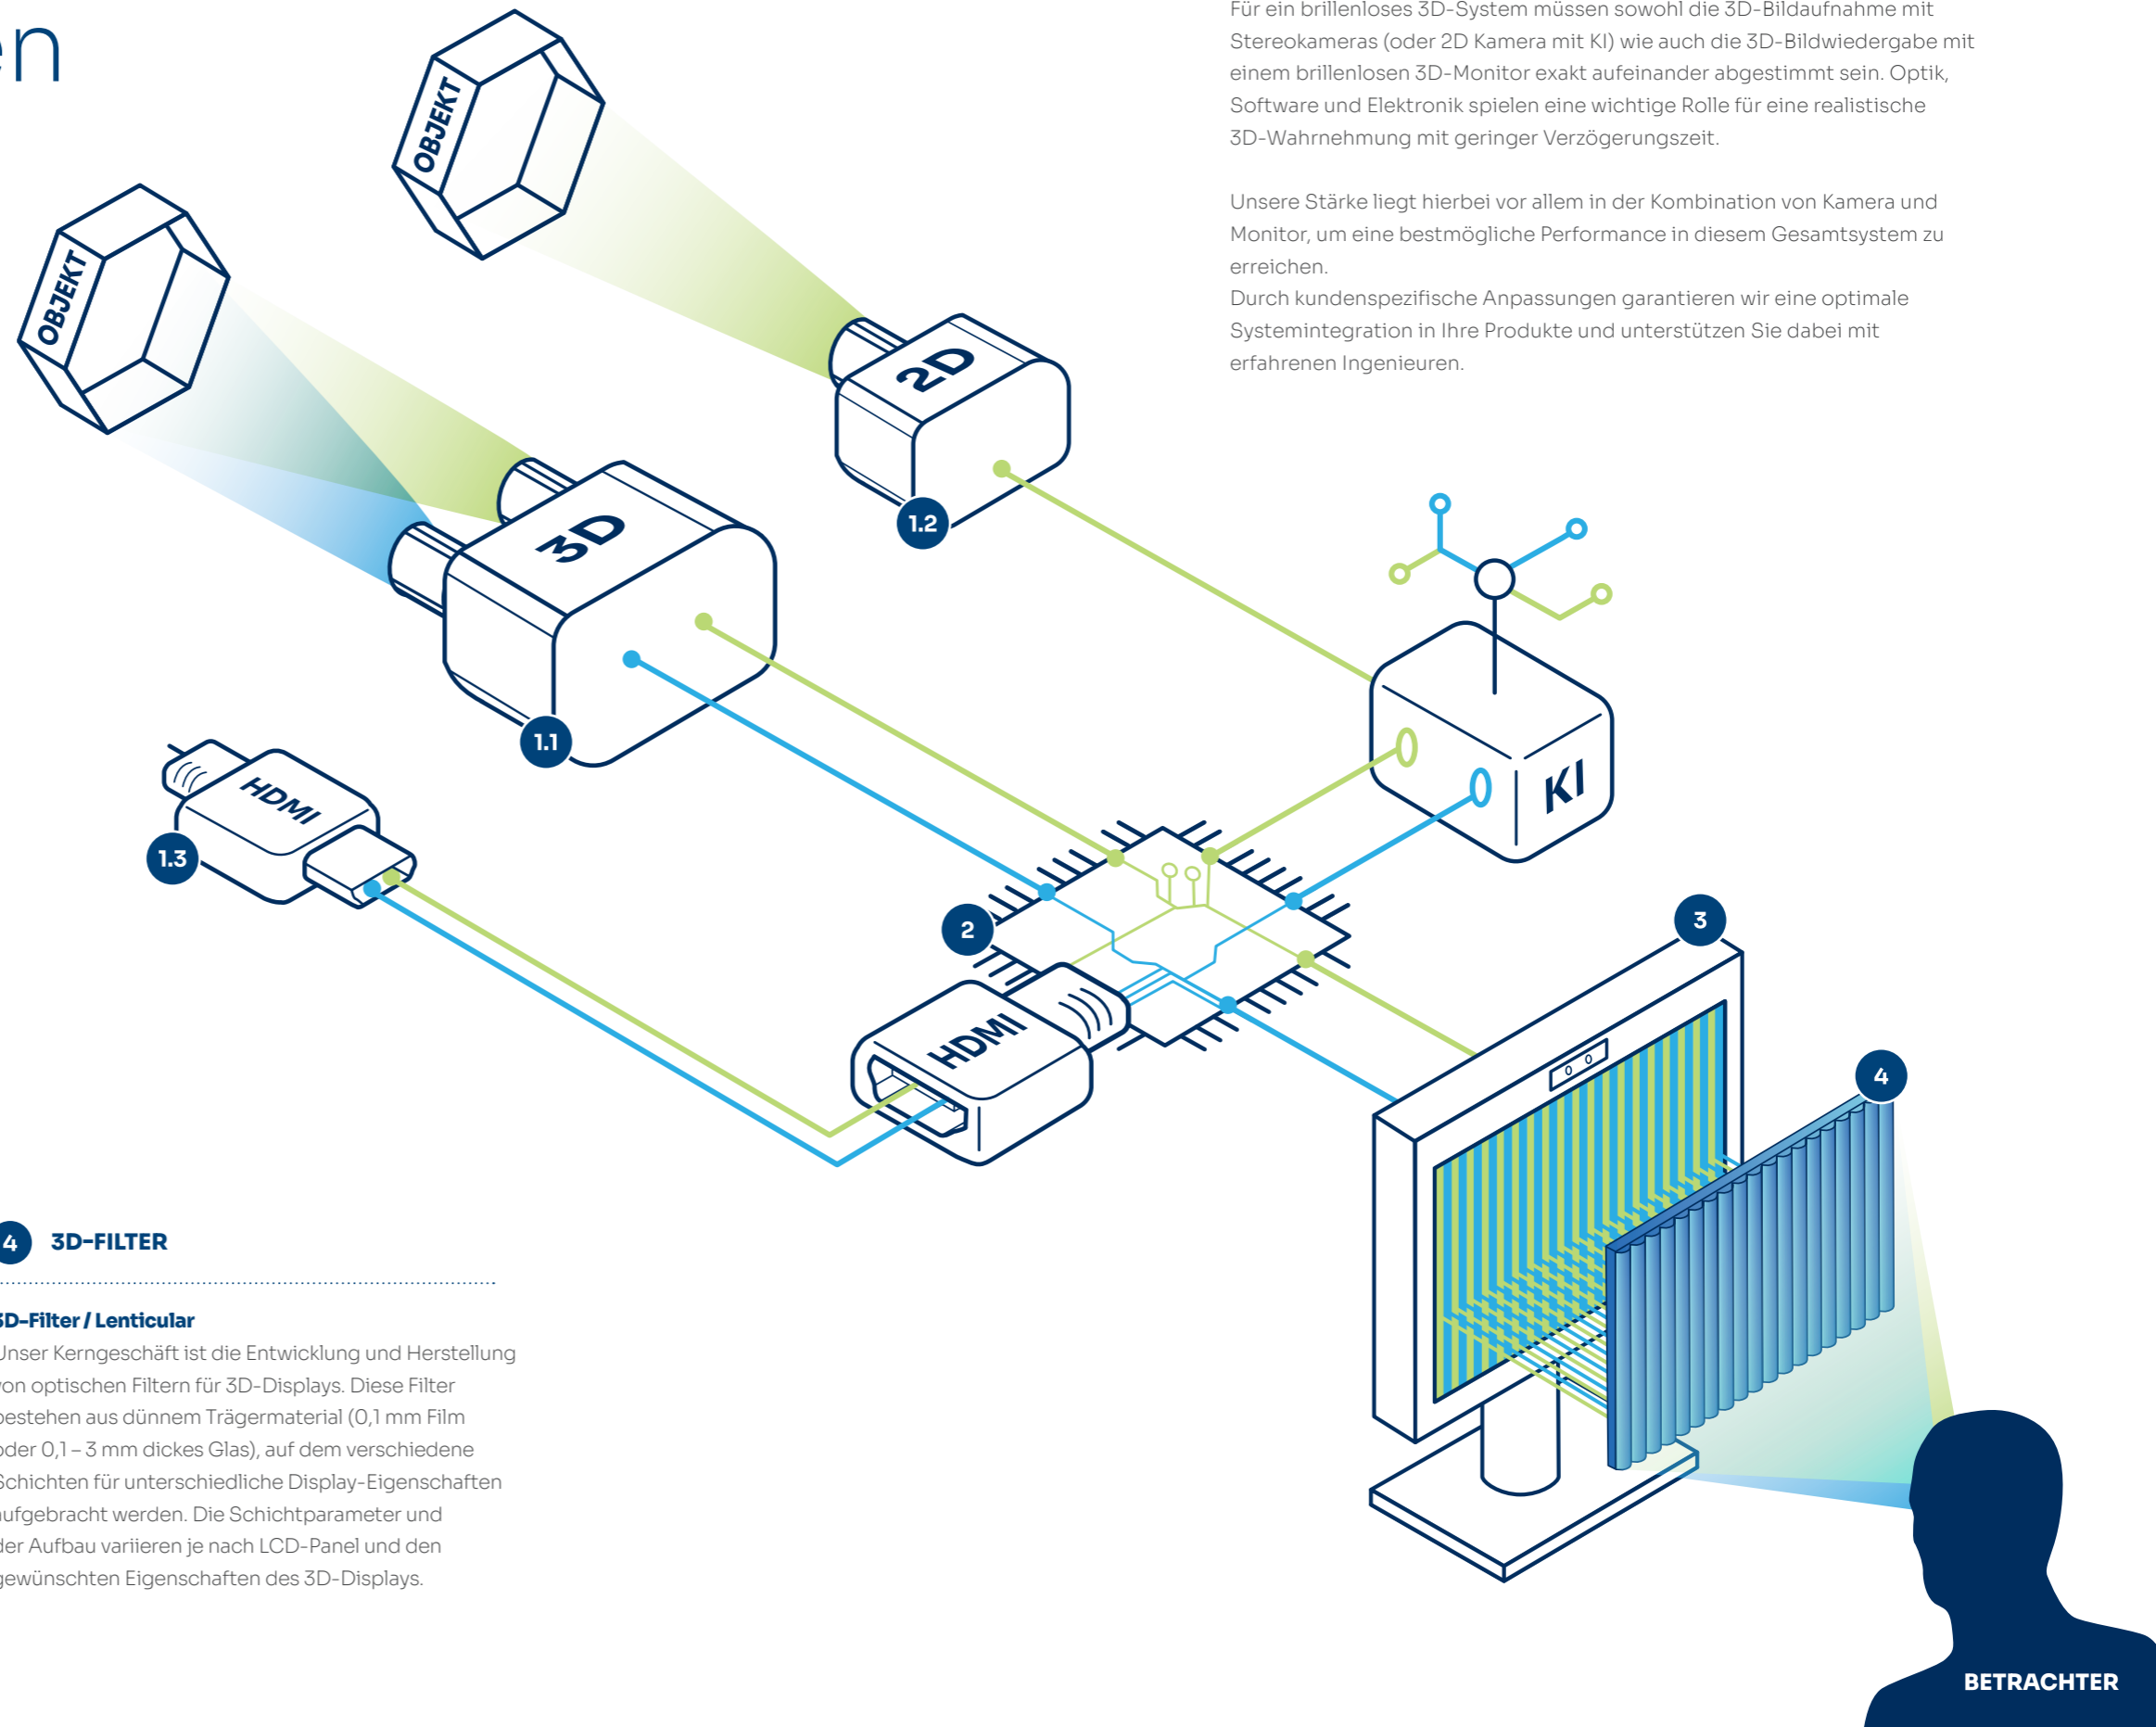 en
Für ein brillenloses 3D-System müssen sowohl die 3D-Bildaufnahme mit
Stereokameras (oder 2D Kamera mit KI) wie auch die 3D-Bildwiedergabe mit
einem brillenlosen 3D-Monitor exakt aufeinander abgestimmt sein. Optik,
Software und Elektronik spielen eine wichtige Rolle für eine realistische
3D-Wahrnehmung mit geringer Verzögerungszeit.
Unsere Stärke liegt hierbei vor allem in der Kombination von Kamera und
Monitor, um eine bestmögliche Performance in diesem Gesamtsystem zu
erreichen.
Durch kundenspezifische Anpassungen garantieren wir eine optimale
Systemintegration in Ihre Produkte und unterstützen Sie dabei mit
erfahrenen Ingenieuren.
OBJEKT
OBJEKT
2D
1.2
3D
1.1
KI
HDMI
1.3
2
HDMI
3
4
4 3D-FILTER
3D-Filter / Lenticular
Unser Kerngeschäft ist die Entwicklung und Herstellung
von optischen Filtern für 3D-Displays. Diese Filter
bestehen aus dünnem Trägermaterial (0,1 mm Film
oder 0,1 – 3 mm dickes Glas), auf dem verschiedene
Schichten für unterschiedliche Display-Eigenschaften
aufgebracht werden. Die Schichtparameter und
der Aufbau variieren je nach LCD-Panel und den
gewünschten Eigenschaften des 3D-Displays.
BETRACHTER